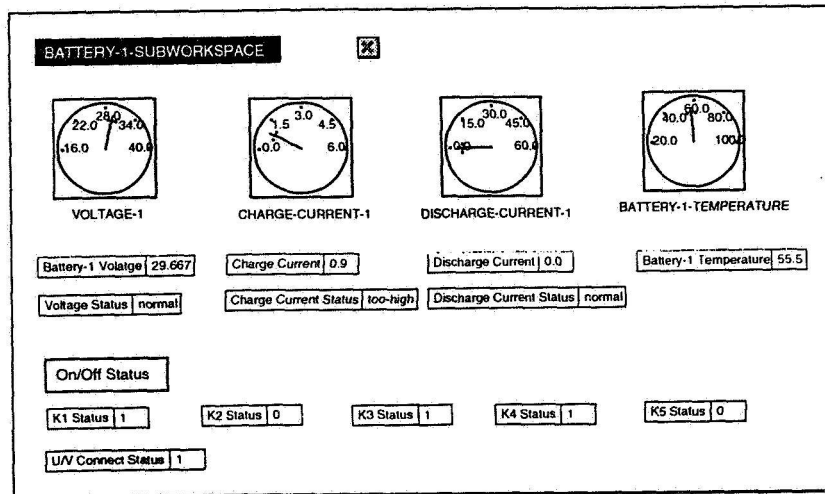 BATTERY-1-SUBWORKSPACE
28.0 3.0 30.0 60.0
22.0 34.0 1.5 4.5 15.0 45.0 40.0 80.0
16.0 40.0 0.0 6.0 0.0 60.0 20.0 100.0
VOLTAGE-1 CHARGE-CURRENT-1 DISCHARGE-CURRENT-1 BATTERY-1-TEMPERATURE
Battery-1 Volatge 29.667 Charge Current 0.9 Discharge Current 0.0 Battery-1 Temperature 55.5
Voltage Status normal Charge Current Status too-high Discharge Current Status normal
On/Off Status
K1 Status 1 K2 Status 0 K3 Status 1 K4 Status 1 K5 Status 0
U/V Connect Status 1